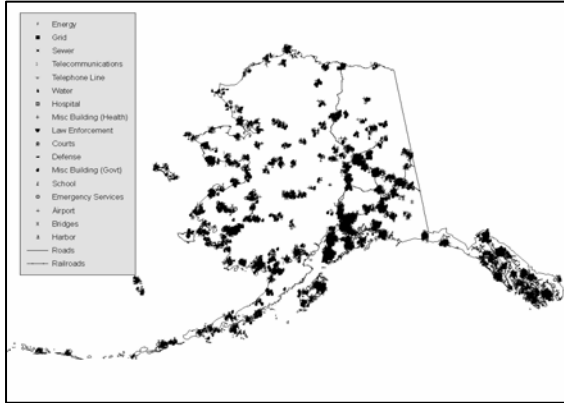 Energy
Grid
Sewer
Telecommunications
Telephone Line
Water
Hospital
Misc Building (Health)
Law Enforcement
Courts
Defense
Misc Building (Govt)
School
Emergency Services
Airport
Bridges
Harbor
Roads
Railroads